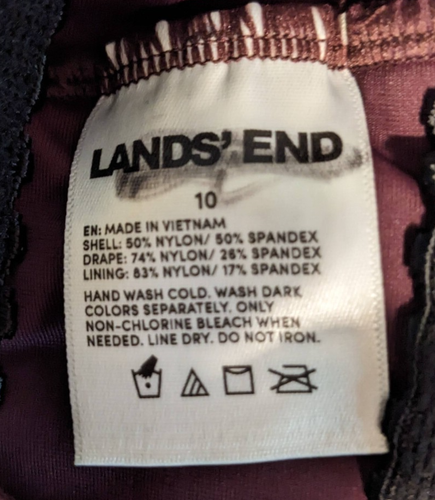 LANDS' END
10
EN: MADE IN VIETNAM
SHELL: 50% NYLON/ 50% SPANDEX
DRAPE: 74% NYLON/ 26% SPANDEX
LINING: 83% NYLON/ 17% SPANDEX
HAND WASH COLD. WASH DARK
COLORS SEPARATELY. ONLY
NON-CHLORINE BLEACH WHEN
NEEDED. LINE DRY. DO NOT IRON.